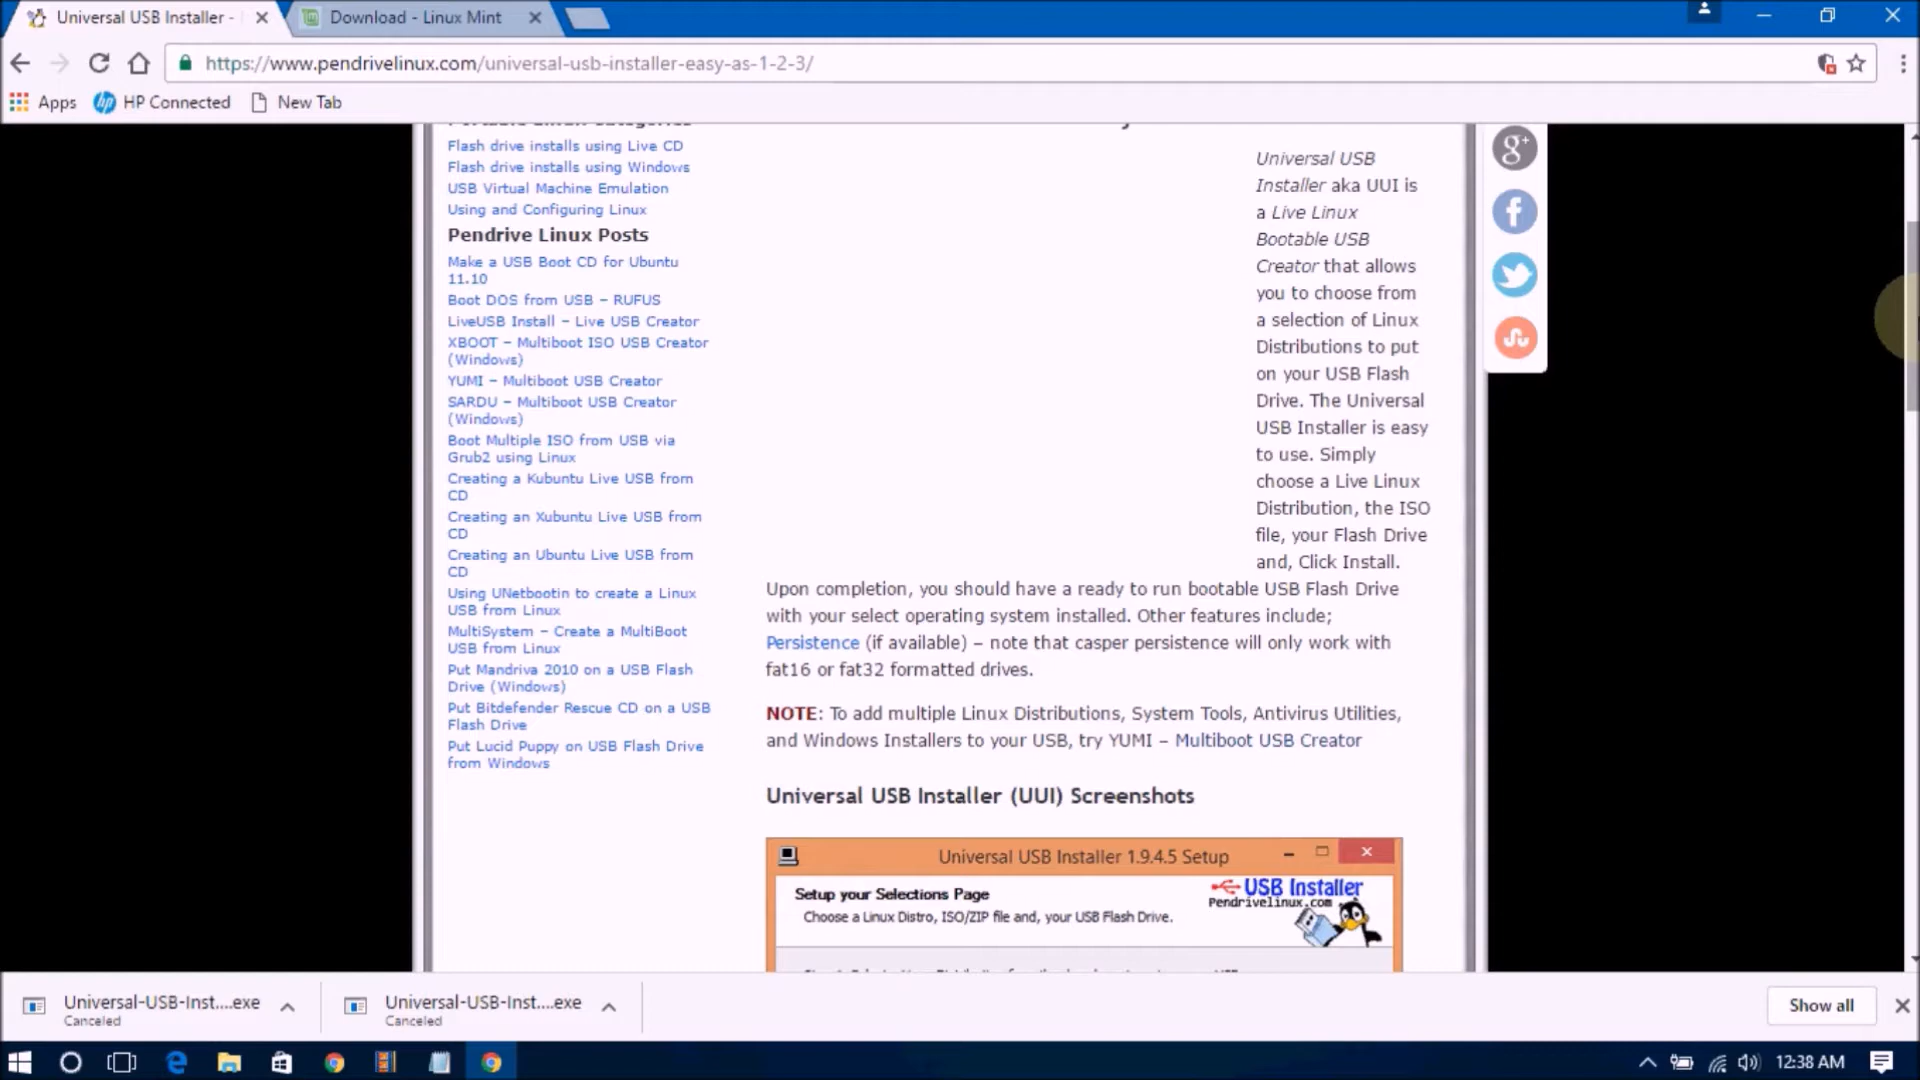 Universal USB Installer -
Download - Linux Mint
https://www.pendrivelinux.com/universal-usb-installer-easy-as-1-2-3/
Apps
HP Connected
New Tab
Flash drive installs using Live CD
Flash drive installs using Windows
USB Virtual Machine Emulation
Using and Configuring Linux
Pendrive Linux Posts
Make a USB Boot CD for Ubuntu
11.10
Boot DOS from USB – RUFUS
LiveUSB Install – Live USB Creator
XBOOT – Multiboot ISO USB Creator
(Windows)
YUMI – Multiboot USB Creator
SARDU – Multiboot USB Creator
(Windows)
Boot Multiple ISO from USB via
Grub2 using Linux
Creating a Kubuntu Live USB from
CD
Creating an Xubuntu Live USB from
CD
Creating an Ubuntu Live USB from
CD
Using UNetbootin to create a Linux
USB from Linux
MultiSystem – Create a MultiBoot
USB from Linux
Put Mandriva 2010 on a USB Flash
Drive (Windows)
Put Bitdefender Rescue CD on a USB
Flash Drive
Put Lucid Puppy on USB Flash Drive
from Windows
Universal USB
Installer aka UUI is
a Live Linux
Bootable USB
Creator that allows
you to choose from
a selection of Linux
Distributions to put
on your USB Flash
Drive. The Universal
USB Installer is easy
to use. Simply
choose a Live Linux
Distribution, the ISO
file, your Flash Drive
and, Click Install.
Upon completion, you should have a ready to run bootable USB Flash Drive
with your select operating system installed. Other features include;
Persistence (if available) – note that casper persistence will only work with
fat16 or fat32 formatted drives.
NOTE: To add multiple Linux Distributions, System Tools, Antivirus Utilities,
and Windows Installers to your USB, try YUMI – Multiboot USB Creator
Universal USB Installer (UUI) Screenshots
Universal USB Installer 1.9.4.5 Setup
Setup your Selections Page
Choose a Linux Distro, ISO/ZIP file and, your USB Flash Drive.
USB Installer
Pendrivelinux.com
g+
Universal-USB-Inst....exe
Canceled
Universal-USB-Inst....exe
Canceled
Show all
12:38 AM